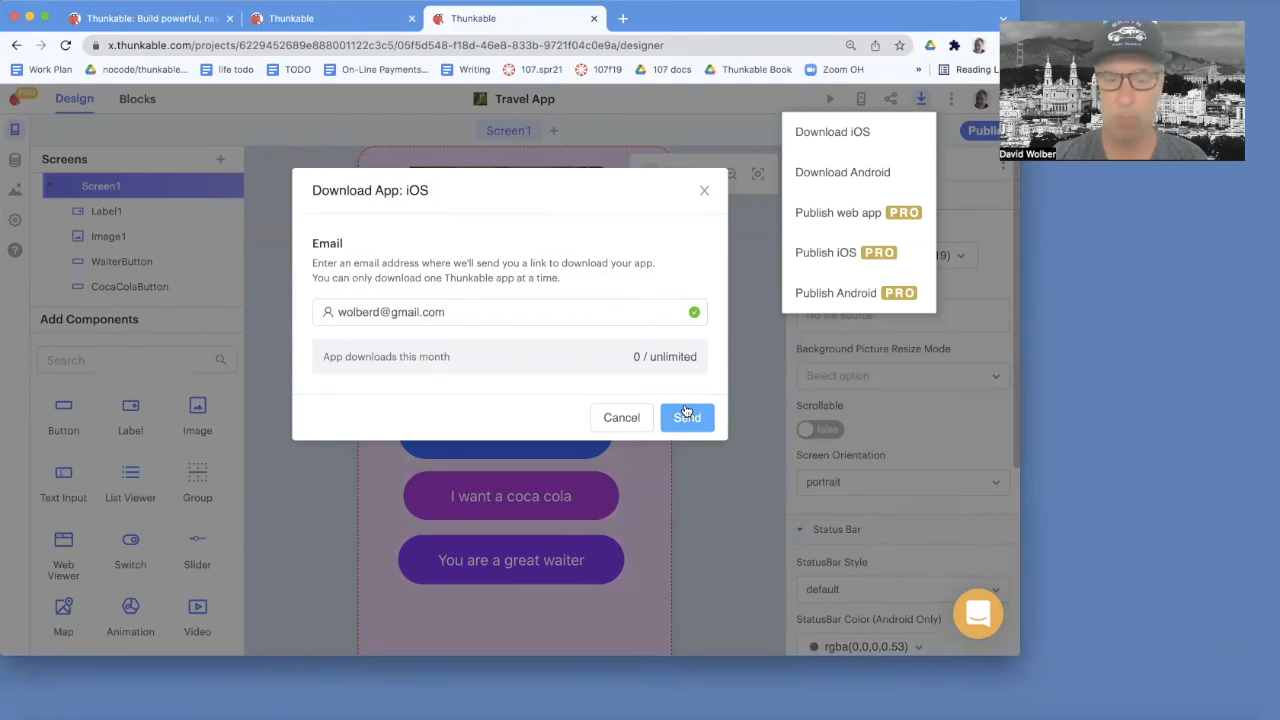 Thunkable: Build powerful, na
Thunkable
Thunkable
x.thunkable.com/projects/6229452689e888001122c3c5/05f5d548-f18d-46e8-833b-9721f04c0e9a/designer
Work Plan
nocode/thunkable...
life todo
TODO
On-LIne Payments...
Writing
107.spr21
107f19
107 docs
Thunkable Book
Zoom OH
»
Reading L
PRO
Design
Blocks
Travel App
David Wolber
Screens
Screen1
Label1
Image1
WaiterButton
CocaColaButton
Add Components
Search
Button
Label
Image
Text Input
List Viewer
Group
Web Viewer
Switch
Slider
Map
Animation
Video
Screen1
Download App: iOS
Email
Enter an email address where we'll send you a link to download your app.
You can only download one Thunkable app at a time.
wolberd@gmail.com
App downloads this month
0 / unlimited
Cancel
Send
I want a coca cola
You are a great waiter
Download iOS
Download Android
Publish web app PRO
Publish iOS PRO
Publish Android PRO
Publi
19)
No file source
Background Picture Resize Mode
Select option
Scrollable
false
Screen Orientation
portrait
Status Bar
StatusBar Style
default
StatusBar Color (Android Only)
rgba(0,0,0,0.53)